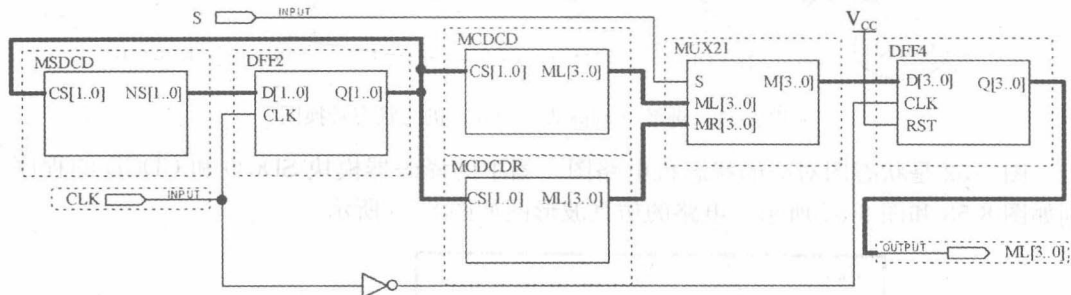 S INPUT
MSDCD
CS[1..0] NS[1..0]
DFF2
D[1..0] Q[1..0]
CLK
MCDCD
CS[1..0] ML[3..0]
MCDCDR
CS[1..0] ML[3..0]
MUX21
S M[3..0]
ML[3..0]
MR[3..0]
VCC
DFF4
D[3..0] Q[3..0]
CLK
RST
CLK INPUT
OUTPUT ML[3..0]